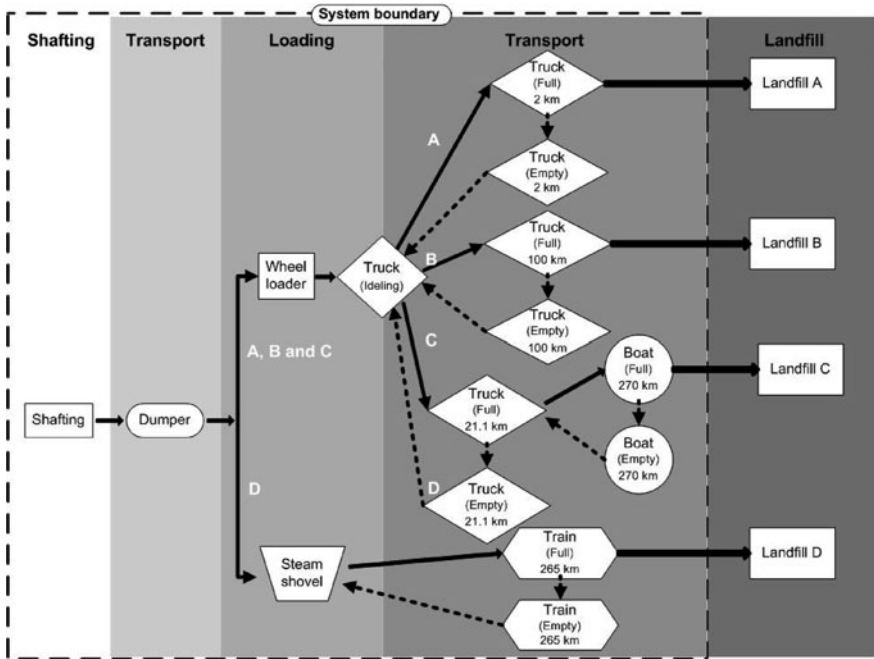 System boundary
Shafting
Transport
Loading
Transport
Landfill
Truck
(Full)
2 km
Landfill A
A
Truck
(Empty)
2 km
Wheel
loader
Truck
(Ideling)
B
Truck
(Full)
100 km
Landfill B
Truck
(Empty)
100 km
A, B and C
C
Boat
(Full)
270 km
Landfill C
Shafting
Dumper
Truck
(Full)
21.1 km
Boat
(Empty)
270 km
D
D
Truck
(Empty)
21.1 km
Steam
shovel
Train
(Full)
265 km
Landfill D
Train
(Empty)
265 km